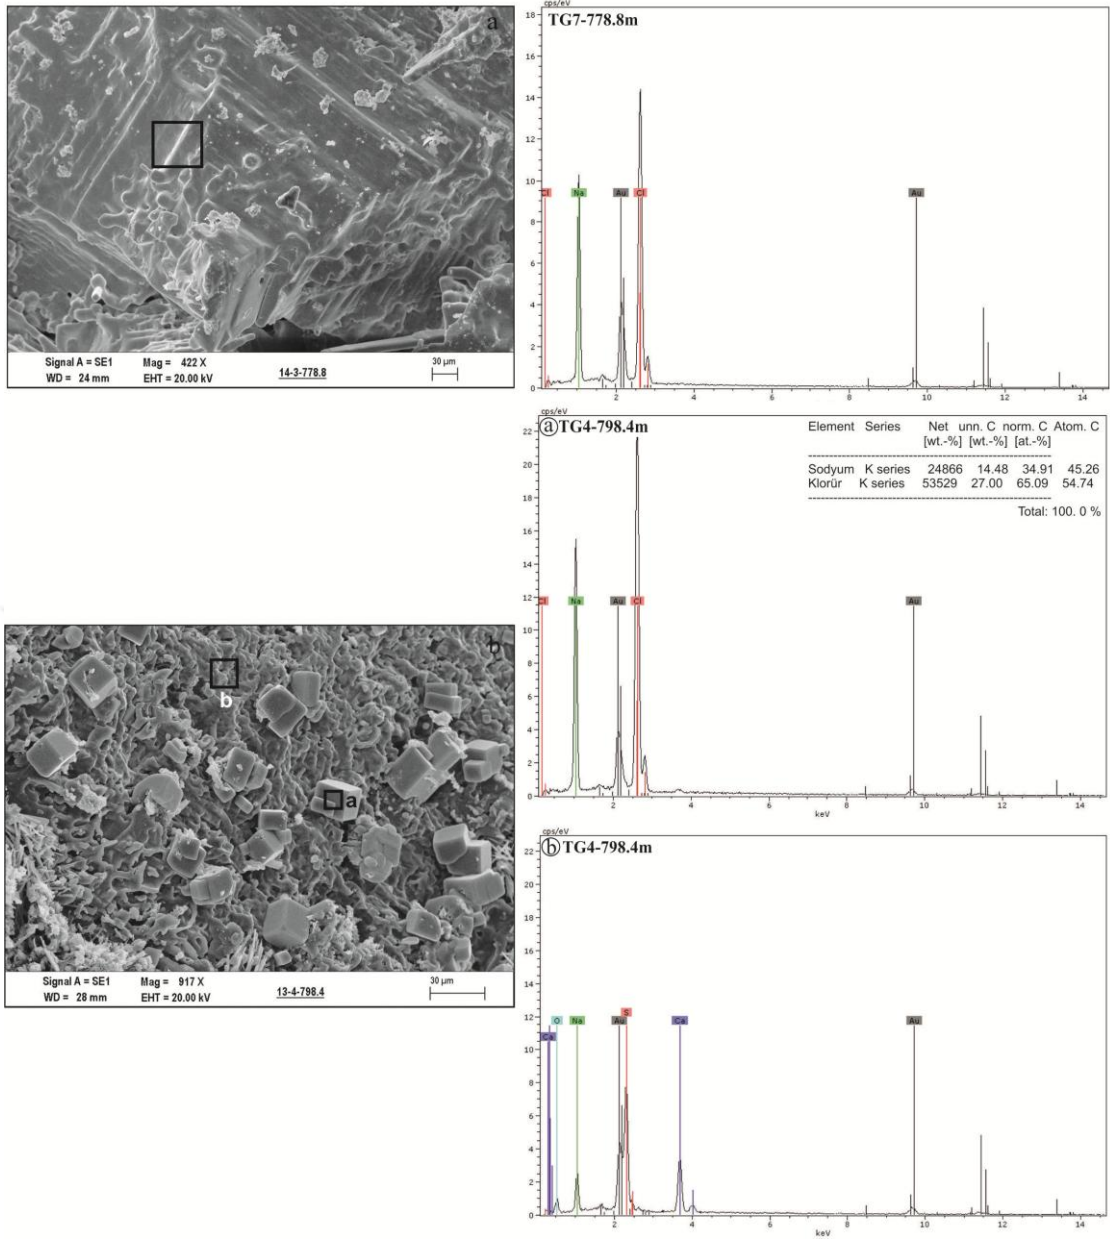 a
Signal A = SE1 Mag = 422 X 30 µm
WD = 24 mm EHT = 20.00 kV 14-3-778.8
cps/eV
TG7-778.8m
18
16
14
12
10
8
6
4
2
0
Cl Na Au Cl Au
2 4 6 8 10 12 14
cps/eV
a TG4-798.4m
Element Series Net unn. C norm. C Atom. C
[wt.-%] [wt.-%] [at.-%]
Sodyum K series 24866 14.48 34.91 45.26
Klorür K series 53529 27.00 65.09 54.74
Total: 100. 0 %
22
20
18
16
14
12
10
8
6
4
2
0
Cl Na Au Cl Au
2 4 6 8 10 12 14
keV
b
b
a
Signal A = SE1 Mag = 917 X 30 µm
WD = 28 mm EHT = 20.00 kV 13-4-798.4
cps/eV
b TG4-798.4m
22
20
18
16
14
12
10
8
6
4
2
0
Ca O Na Au S Ca Au
2 4 6 8 10 12 14
keV